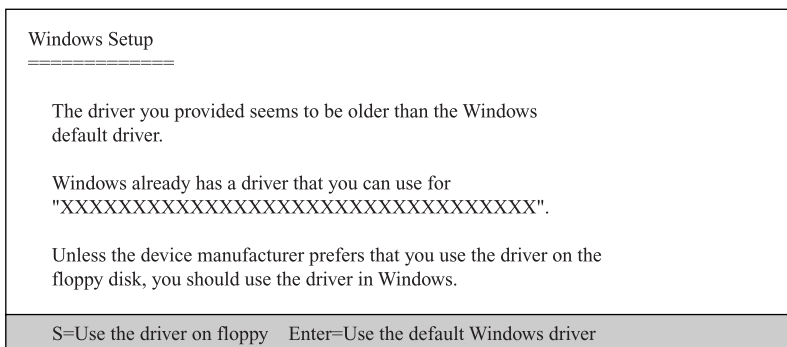 Windows Setup
=============
The driver you provided seems to be older than the Windows
default driver.
Windows already has a driver that you can use for
"XXXXXXXXXXXXXXXXXXXXXXXXXXXXXXXXX".
Unless the device manufacturer prefers that you use the driver on the
floppy disk, you should use the driver in Windows.
S=Use the driver on floppy    Enter=Use the default Windows driver